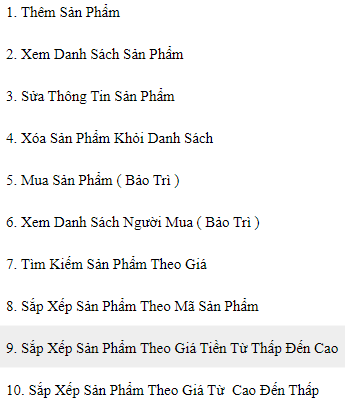 1. Thêm Sản Phẩm
2. Xem Danh Sách Sản Phẩm
3. Sửa Thông Tin Sản Phẩm
4. Xóa Sản Phẩm Khỏi Danh Sách
5. Mua Sản Phẩm ( Bảo Trì )
6. Xem Danh Sách Người Mua ( Bảo Trì )
7. Tìm Kiếm Sản Phẩm Theo Giá
8. Sắp Xếp Sản Phẩm Theo Mã Sản Phẩm
9. Sắp Xếp Sản Phẩm Theo Giá Tiền Từ Thấp Đến Cao
10. Sắp Xếp Sản Phẩm Theo Giá Từ  Cao Đến Thấp